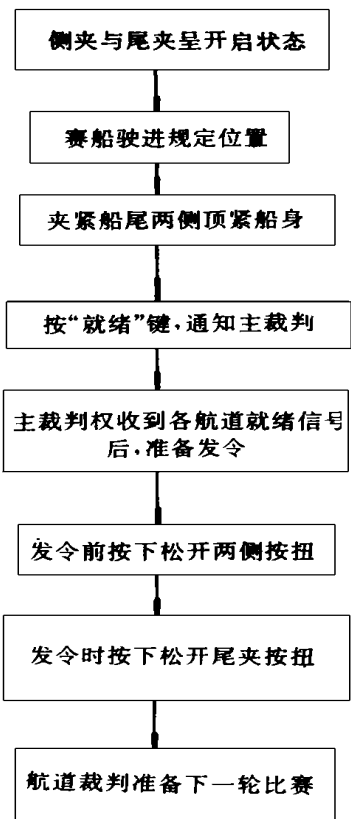 侧夹与尾夹呈开启状态
赛船驶进规定位置
夹紧船尾两侧顶紧船身
按“就绪”键，通知主裁判
主裁判权收到各航道就绪信号
后，准备发令
发令前按下松开两侧按扭
发令时按下松开尾夹按扭
航道裁判准备下一轮比赛